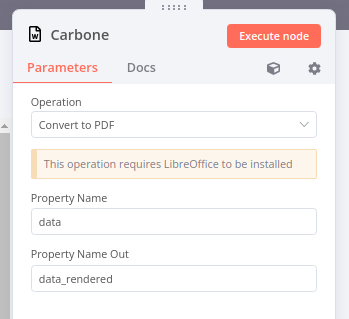 Carbone
Execute node
Parameters
Docs
Operation
Convert to PDF
This operation requires LibreOffice to be installed
Property Name
data
Property Name Out
data_rendered